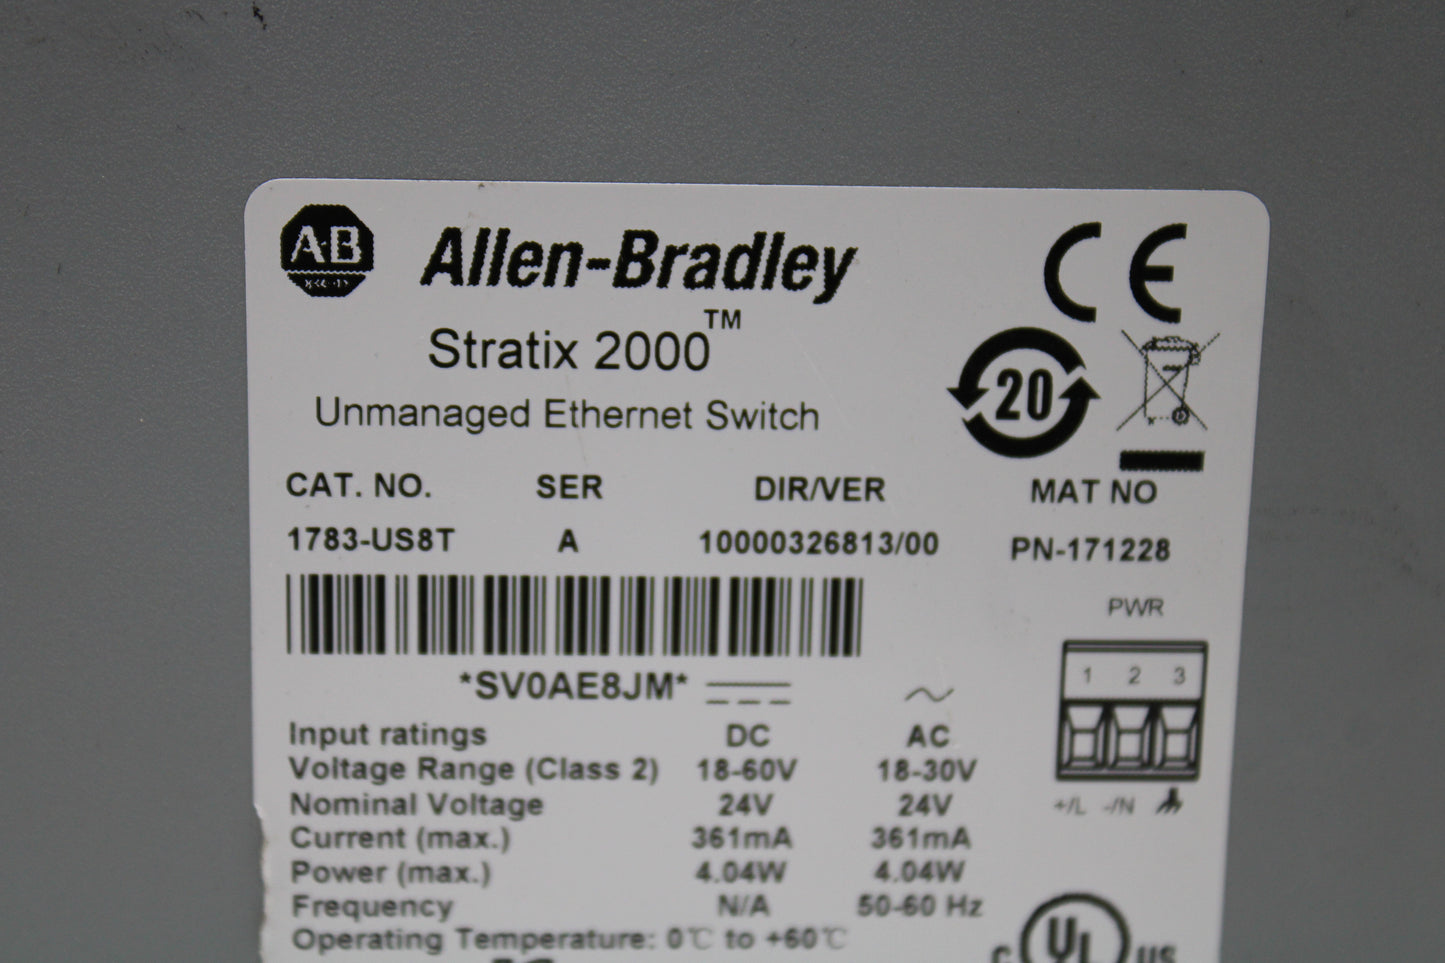 AB
Allen-Bradley
Stratix 2000™
Unmanaged Ethernet Switch
CE
20
CAT. NO. SER DIR/VER MAT NO
1783-US8T A 10000326813/00 PN-171228
PWR
1 2 3
*SV0AE8JM*
Input ratings DC AC
Voltage Range (Class 2) 18-60V 18-30V
Nominal Voltage 24V 24V
+/L -/N
Current (max.) 361mA 361mA
Power (max.) 4.04W 4.04W
Frequency N/A 50-60 Hz
Operating Temperature: 0℃ to +60℃
C UL US